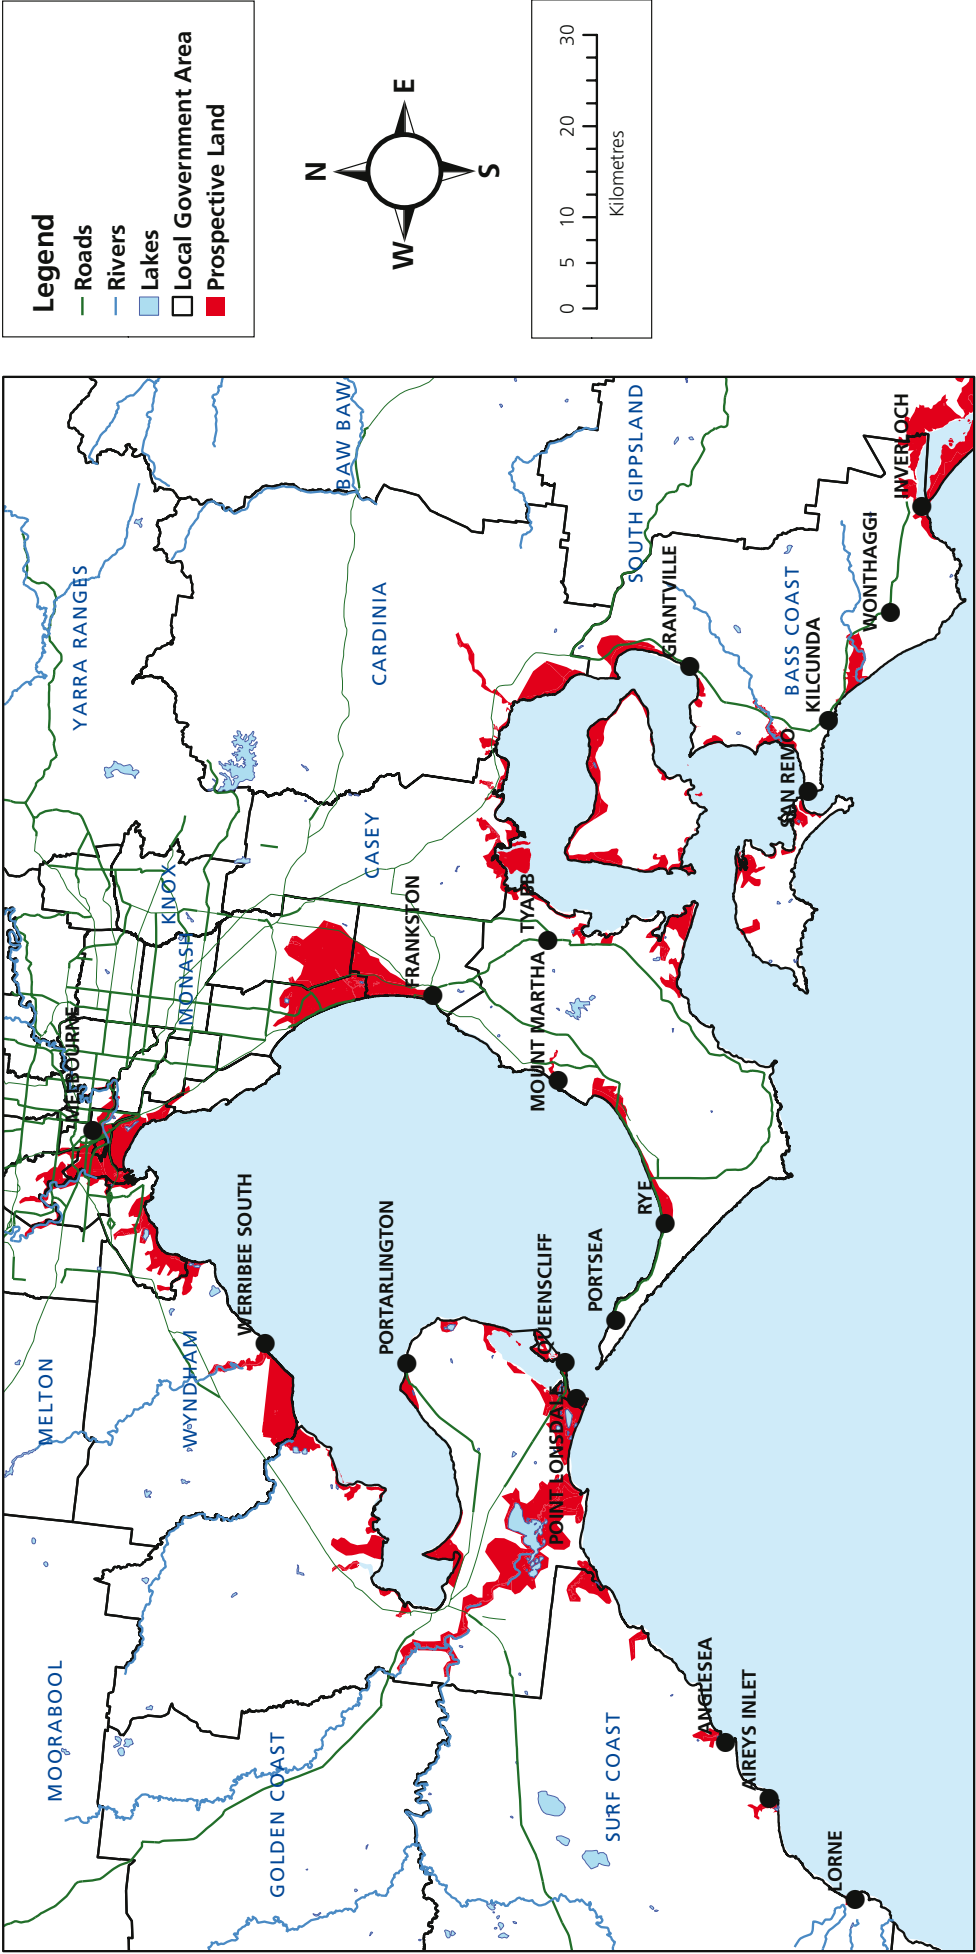 Legend
Roads
Rivers
Lakes
Local Government Area
Prospective Land
N
W
E
S
0
5
10
20
30
Kilometres
MOORABOOL
MELTON
MELBOURNE
YARRA RANGES
KNOX
MONASH
WYNDHAM
WERRIBEE SOUTH
GOLDEN COAST
BAW BAW
CARDINIA
CASEY
FRANKSTON
PORTARLINGTON
TYABB
MOUNT MARTHA
QUEENSCLIFF
POINT LONSDALE
PORTSEA
RYE
SURF COAST
SOUTH GIPPSLAND
GRANTVILLE
ANGLESEA
AIREYS INLET
SAN REMO
BASS COAST
KILCUNDA
LORNE
WONTHAGGI
INVERLOCH